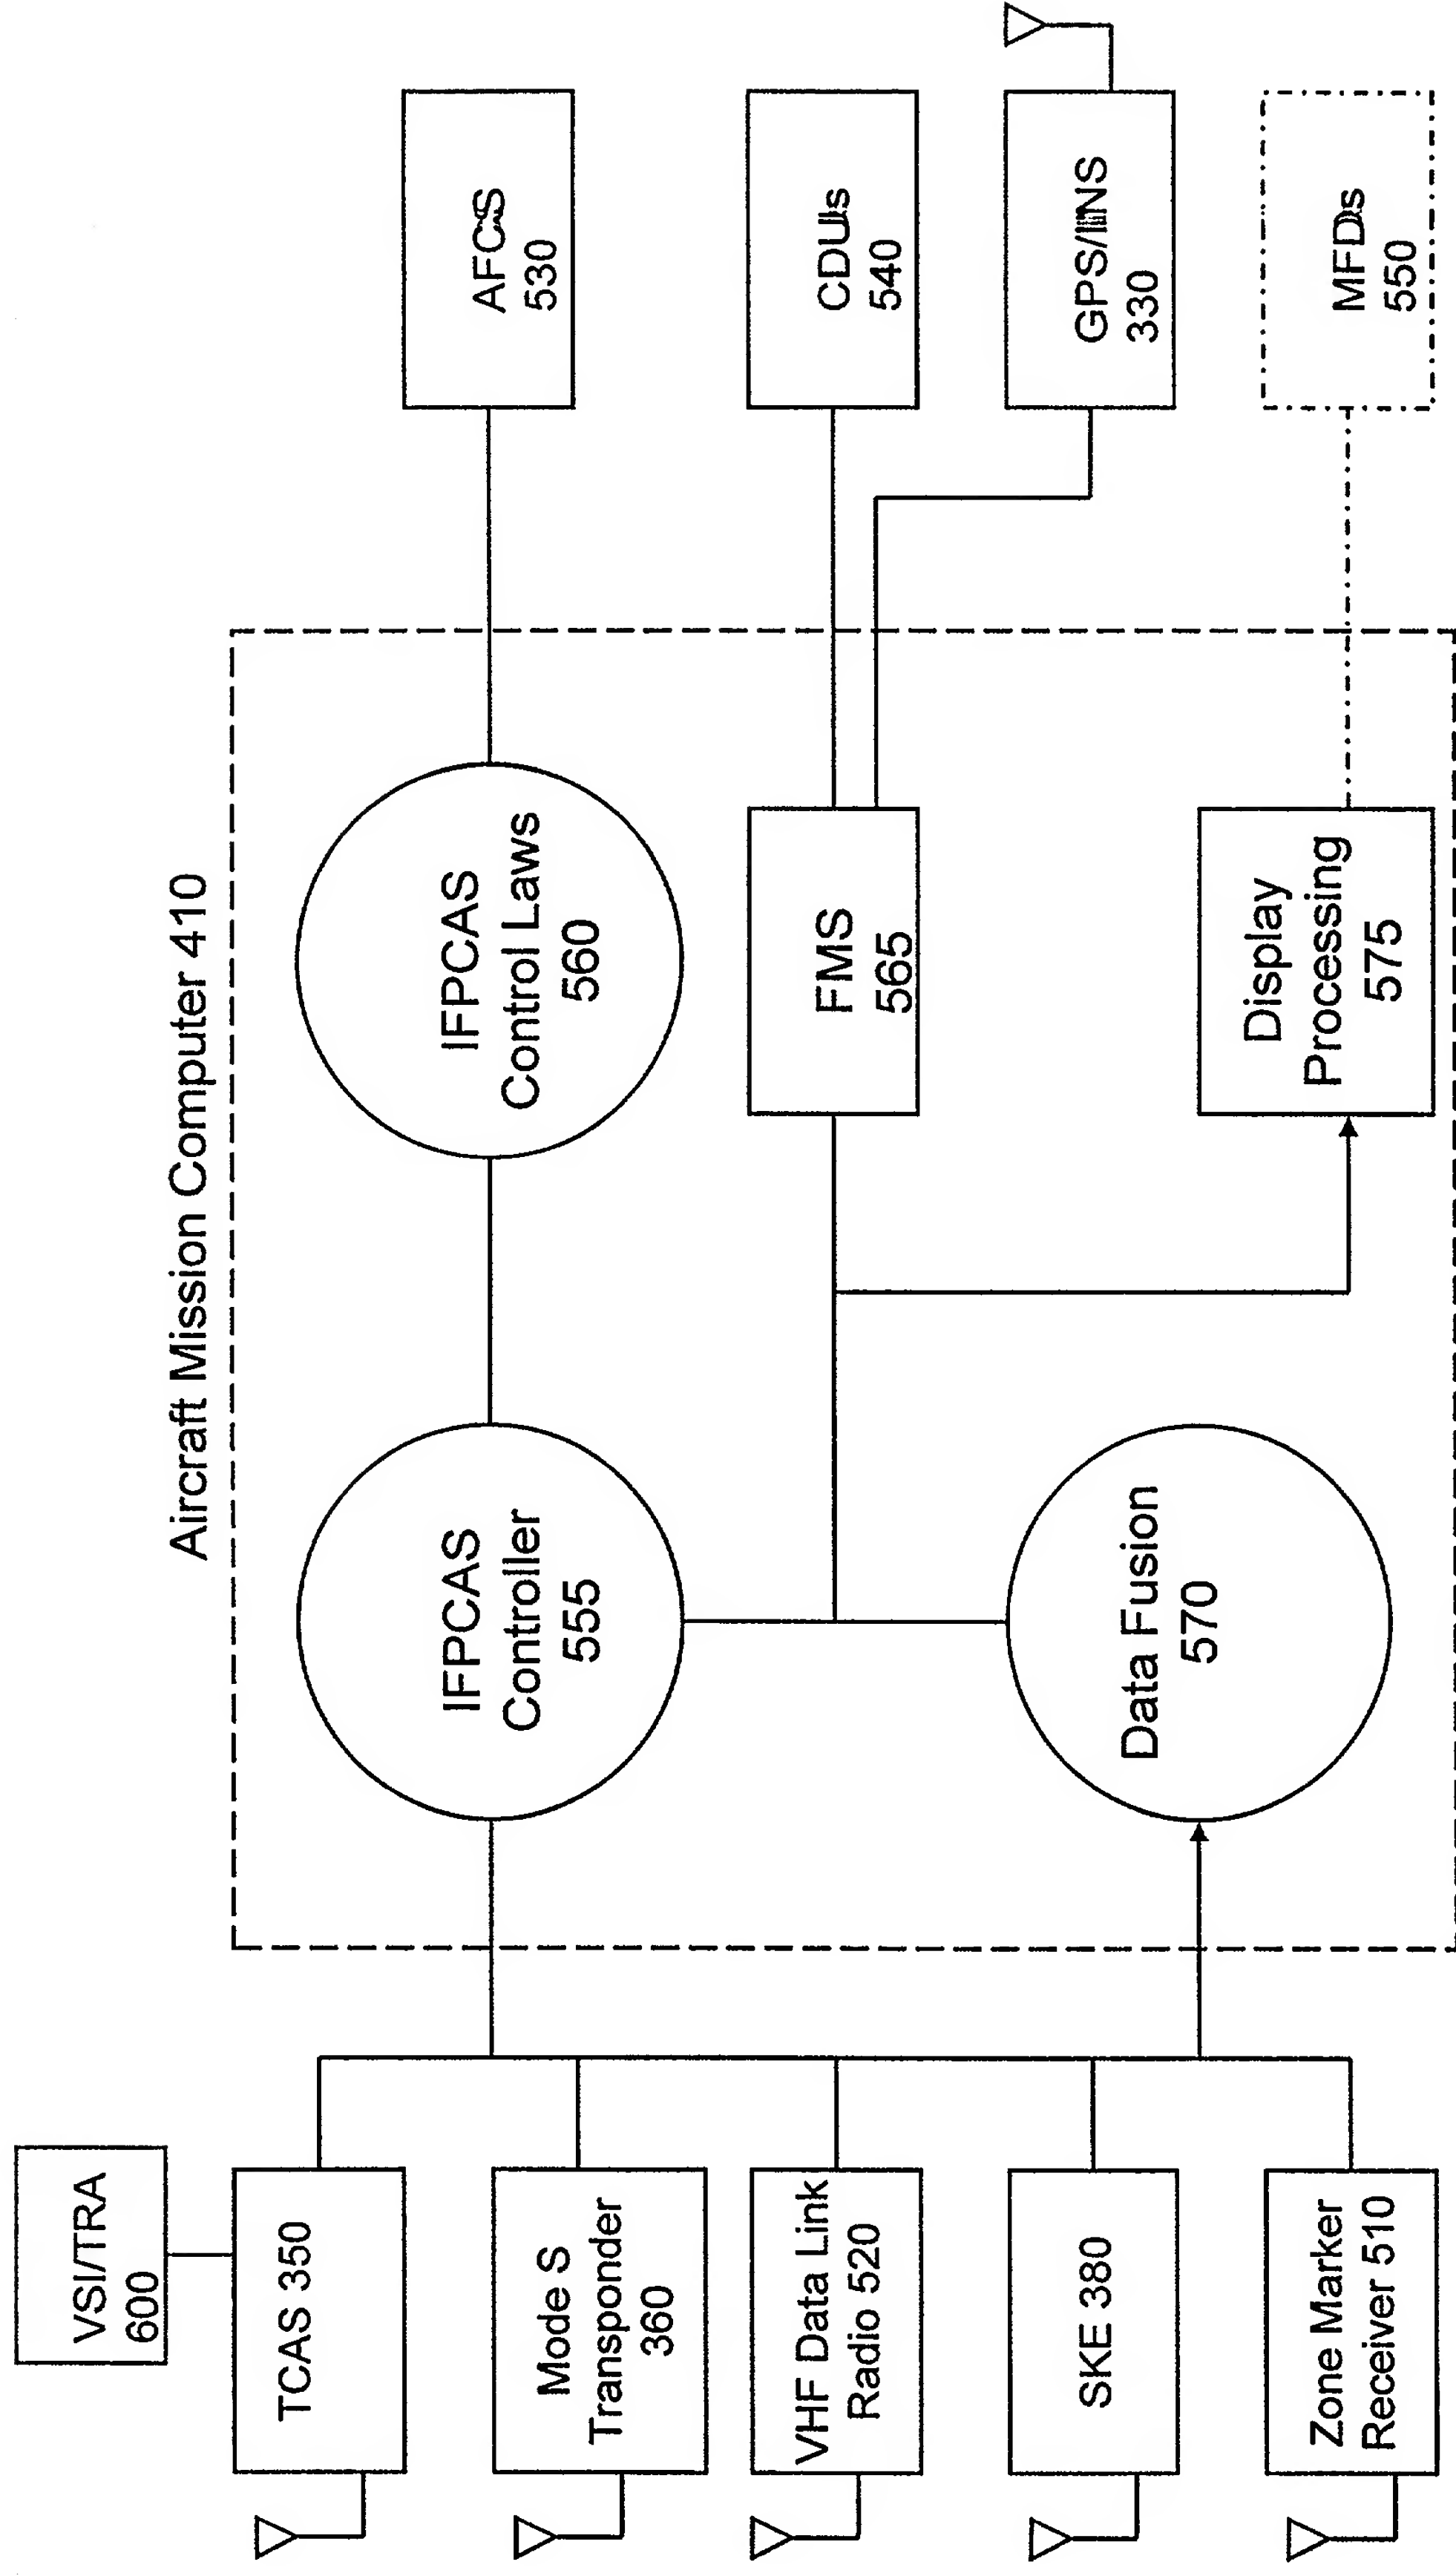 Aircraft Mission Computer 410
VSI/TRA
600
TCAS 350
Mode S
Transponder
360
VHF Data Link
Radio 520
SKE 380
Zone Marker
Receiver 510
IFPCAS
Controller
555
Data Fusion
570
IFPCAS
Control Laws
560
FMS
565
Display
Processing
575
AFCS
530
CDUs
540
GPS/INS
330
MFDs
550